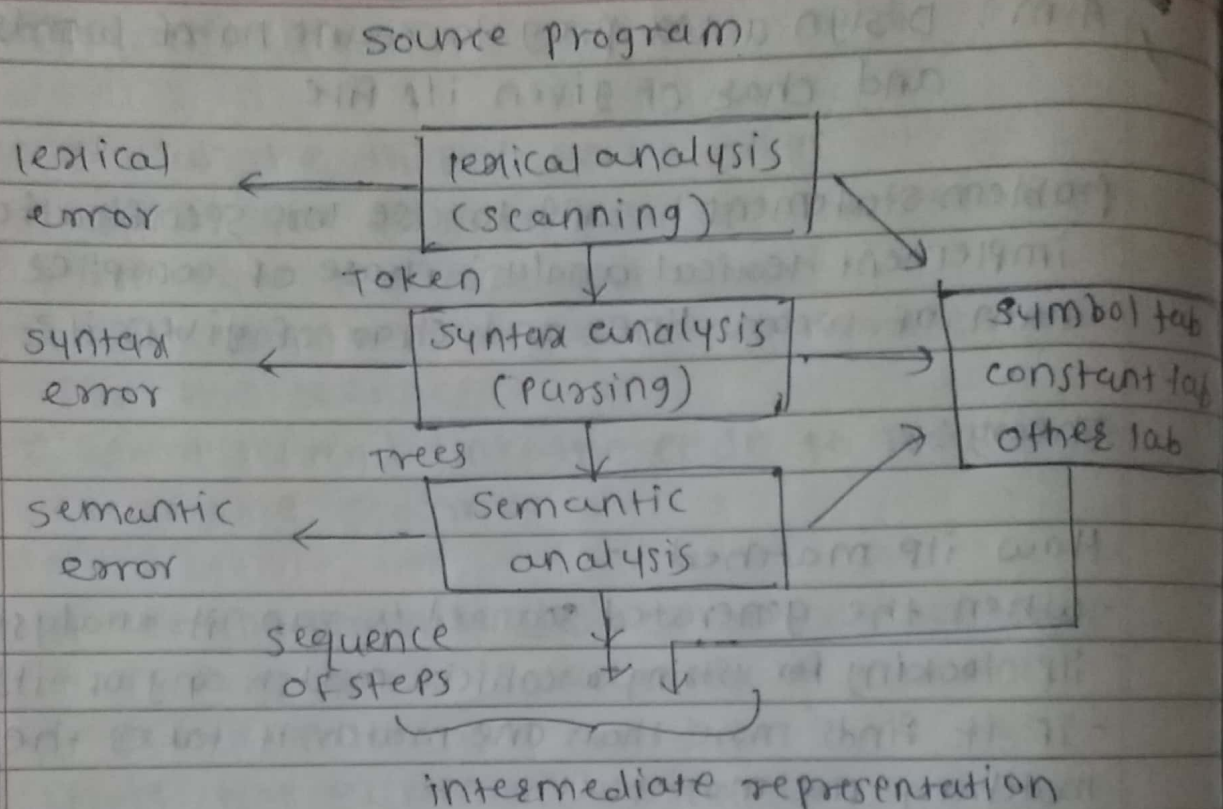 source program
lexical
error
lexical analysis
(scanning)
Token
syntax
error
syntax analysis
(parsing)
symbol tab
constant tab
other lab
Trees
semantic
error
semantic
analysis
sequence
of steps
intermediate representation